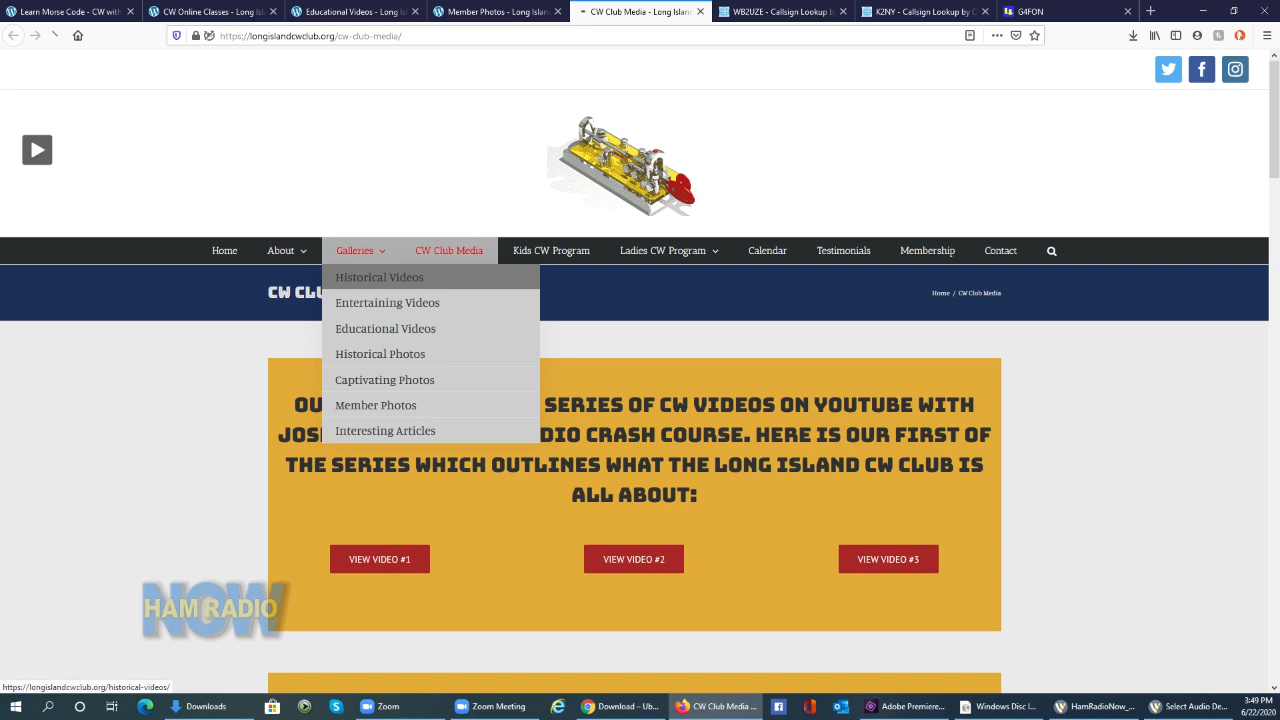 Learn Morse Code - CW with
CW Online Classes - Long Isl
Educational Videos - Long Is
Member Photos - Long Islan
CW Club Media - Long Islan
WB2UZE - Callsign Lookup b
K2NY - Callsign Lookup by Q
G4FON
https://longislandcwclub.org/cw-club-media/
Home
About
Galleries
CW Club Media
Kids CW Program
Ladies CW Program
Calendar
Testimonials
Membership
Contact
Historical Videos
Entertaining Videos
Educational Videos
Historical Photos
Captivating Photos
Member Photos
Interesting Articles
CW CLU
Home / CW Club Media
OU SERIES OF CW VIDEOS ON YOUTUBE WITH
JOS DIO CRASH COURSE. HERE IS OUR FIRST OF
THE SERIES WHICH OUTLINES WHAT THE LONG ISLAND CW CLUB IS
ALL ABOUT:
VIEW VIDEO #1
VIEW VIDEO #2
VIEW VIDEO #3
HAM RADIO
NOW
https://longislandcwclub.org/historical-videos/
Downloads
Zoom
Zoom Meeting
Download – Ub...
CW Club Media ...
Adobe Premiere...
Windows Disc I...
HamRadioNow_...
Select Audio De...
3:49 PM
6/22/2020